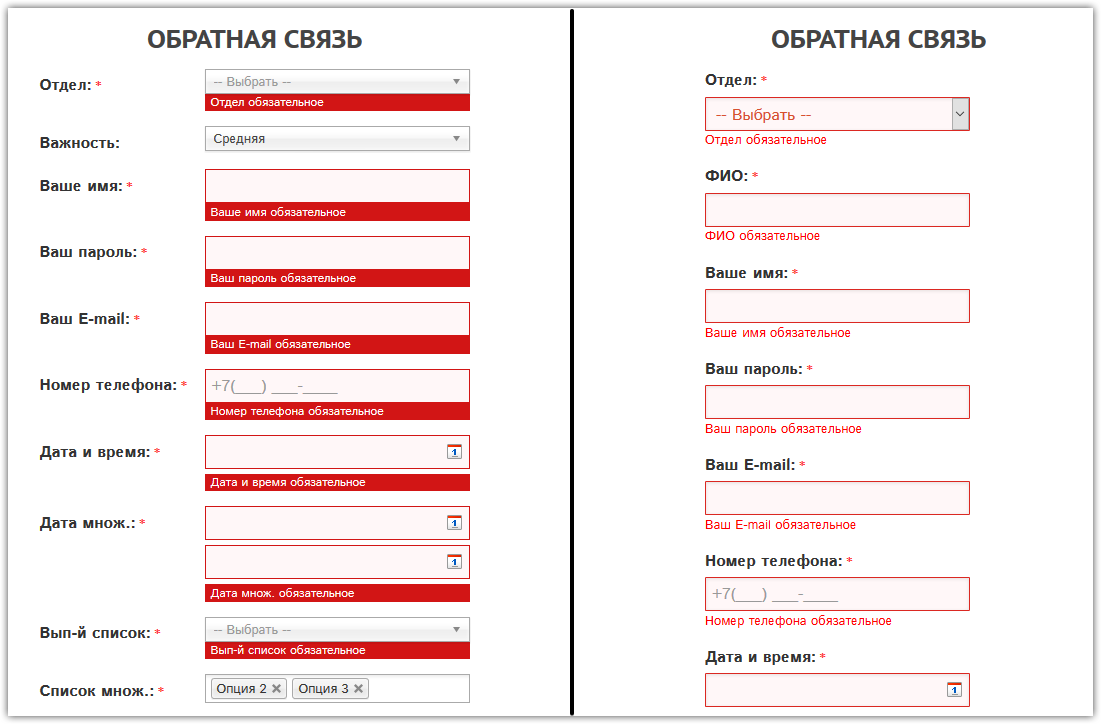 ОБРАТНАЯ СВЯЗЬ
Отдел: *
-- Выбрать --
Отдел обязательное
Важность:
Средняя
Ваше имя: *
Ваше имя обязательное
Ваш пароль: *
Ваш пароль обязательное
Ваш E-mail: *
Ваш E-mail обязательное
Номер телефона: *
+7(___) ___-____
Номер телефона обязательное
Дата и время: *
1
Дата и время обязательное
Дата множ.: *
1
1
Дата множ. обязательное
Вып-й список: *
-- Выбрать --
Вып-й список обязательное
Список множ.: *
Опция 2 Опция 3
ОБРАТНАЯ СВЯЗЬ
Отдел: *
-- Выбрать --
Отдел обязательное
ФИО: *
ФИО обязательное
Ваше имя: *
Ваше имя обязательное
Ваш пароль: *
Ваш пароль обязательное
Ваш E-mail: *
Ваш E-mail обязательное
Номер телефона: *
+7(___) ___-____
Номер телефона обязательное
Дата и время: *
1